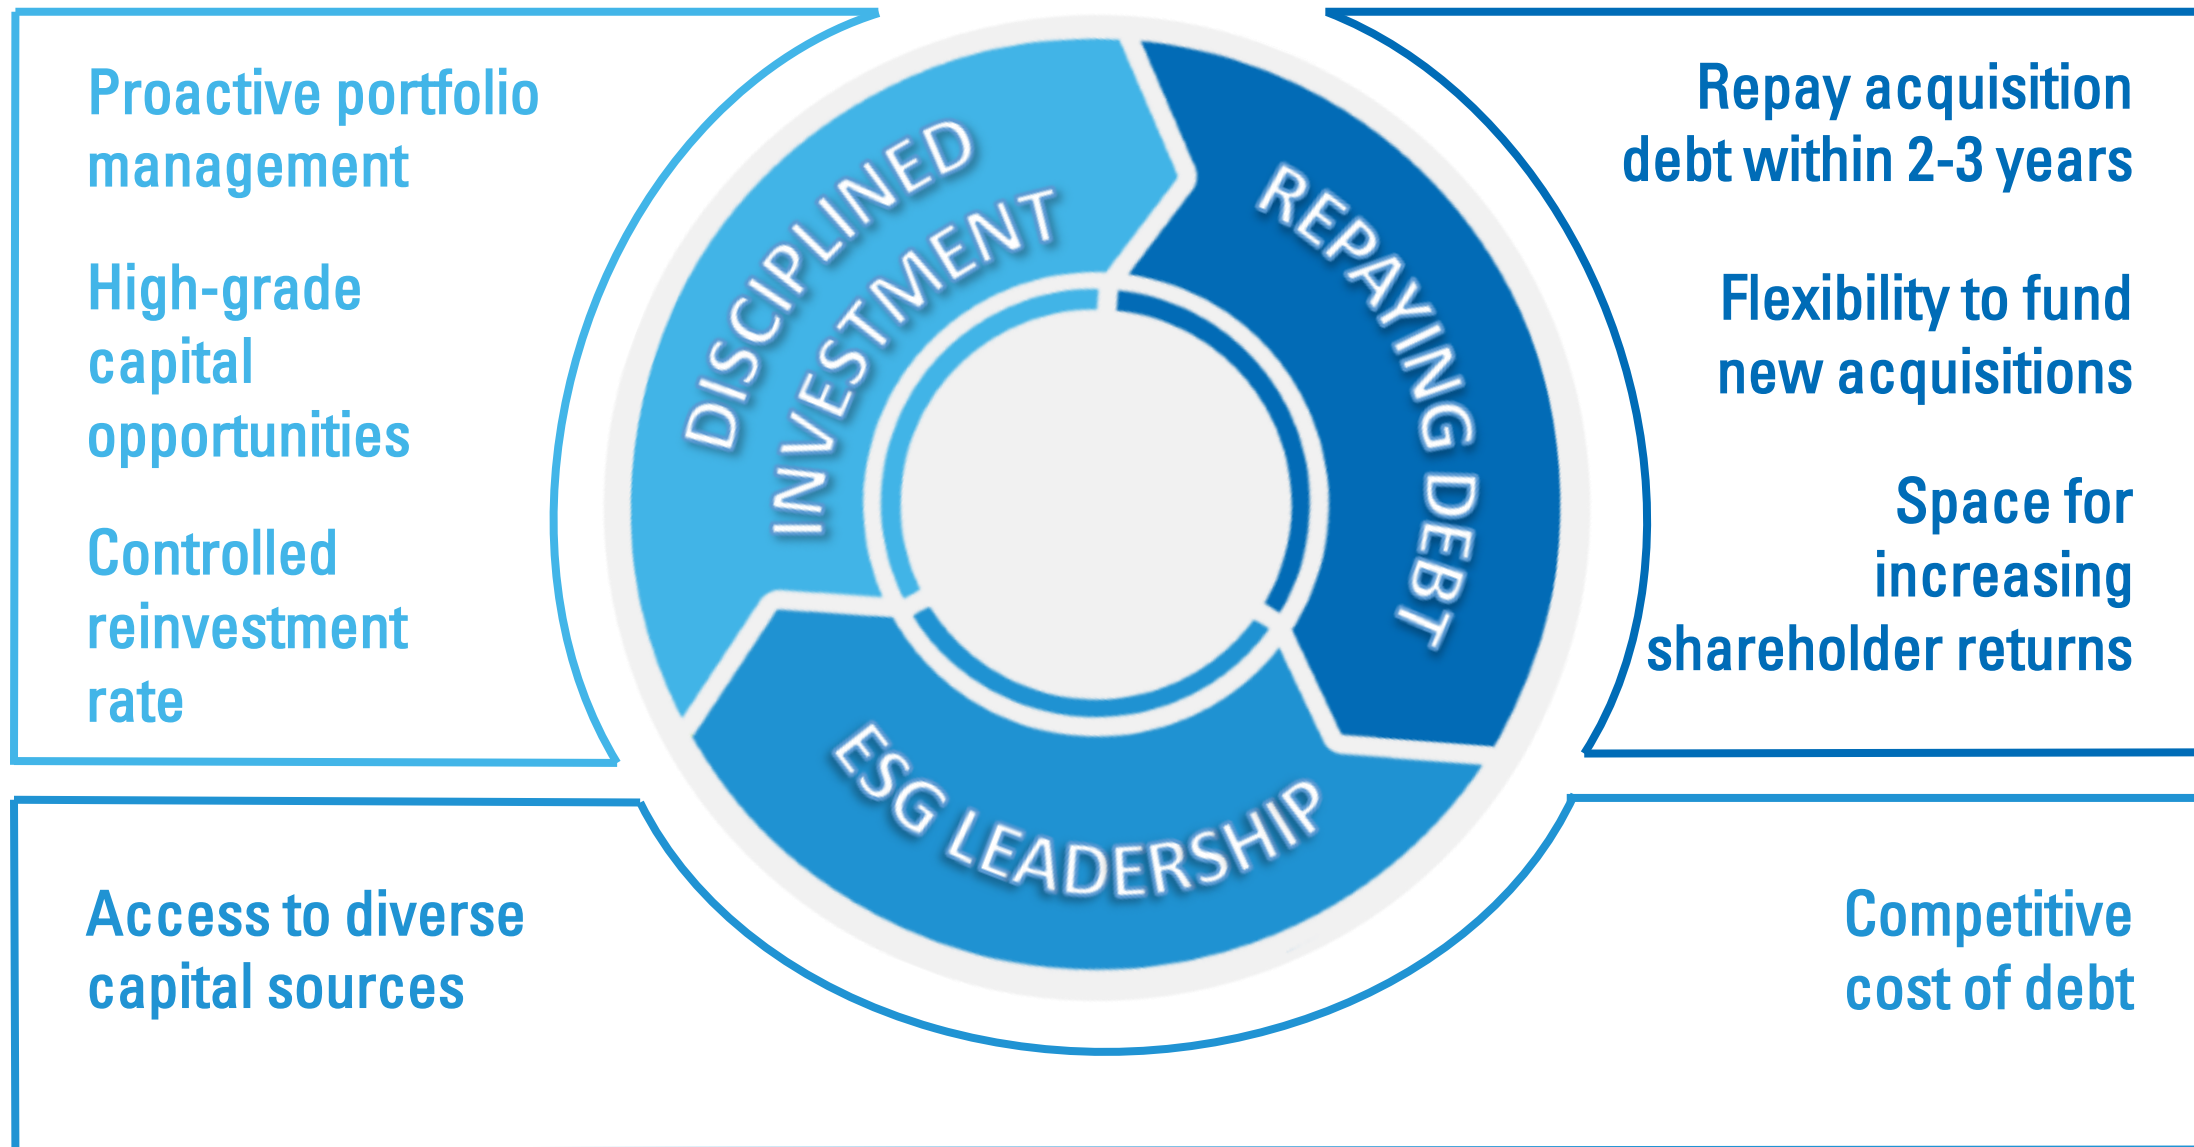 Proactive portfolio
management
High-grade
capital
opportunities
Controlled
reinvestment
rate
DISCIPLINED
INVESTMENT
REPAYING DEBT
Repay acquisition
debt within 2-3 years
Flexibility to fund
new acquisitions
Space for
increasing
shareholder returns
ESG LEADERSHIP
Access to diverse
capital sources
Competitive
cost of debt